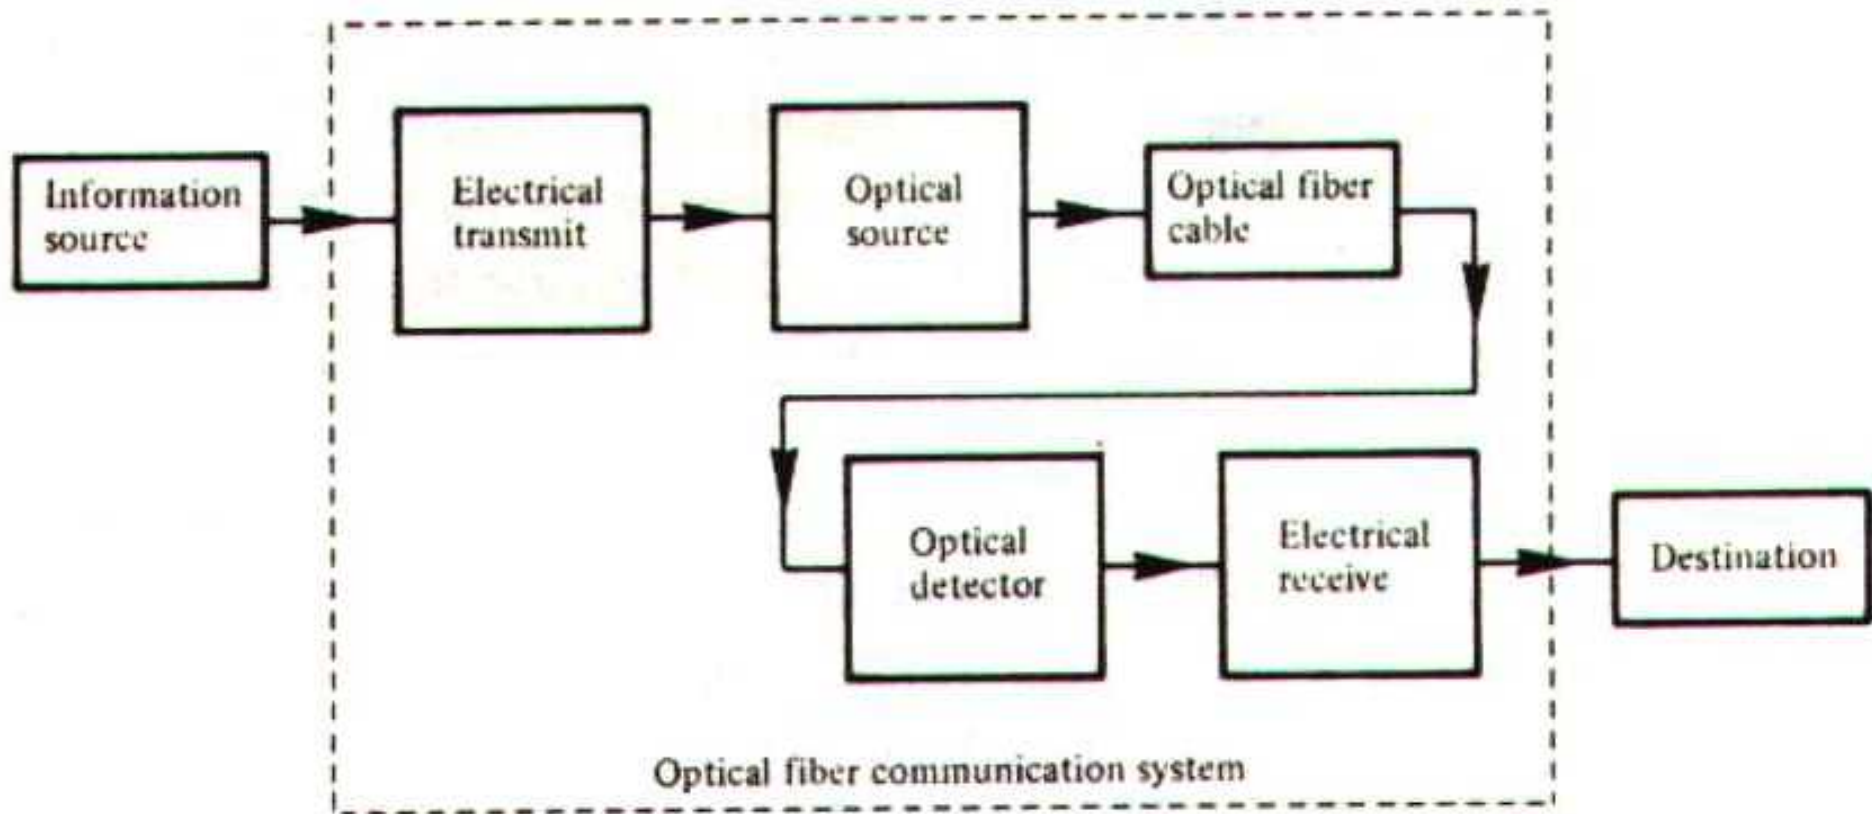 Information
source
Electrical
transmit
Optical
source
Optical fiber
cable
Optical
detector
Electrical
receive
Destination
Optical fiber communication system